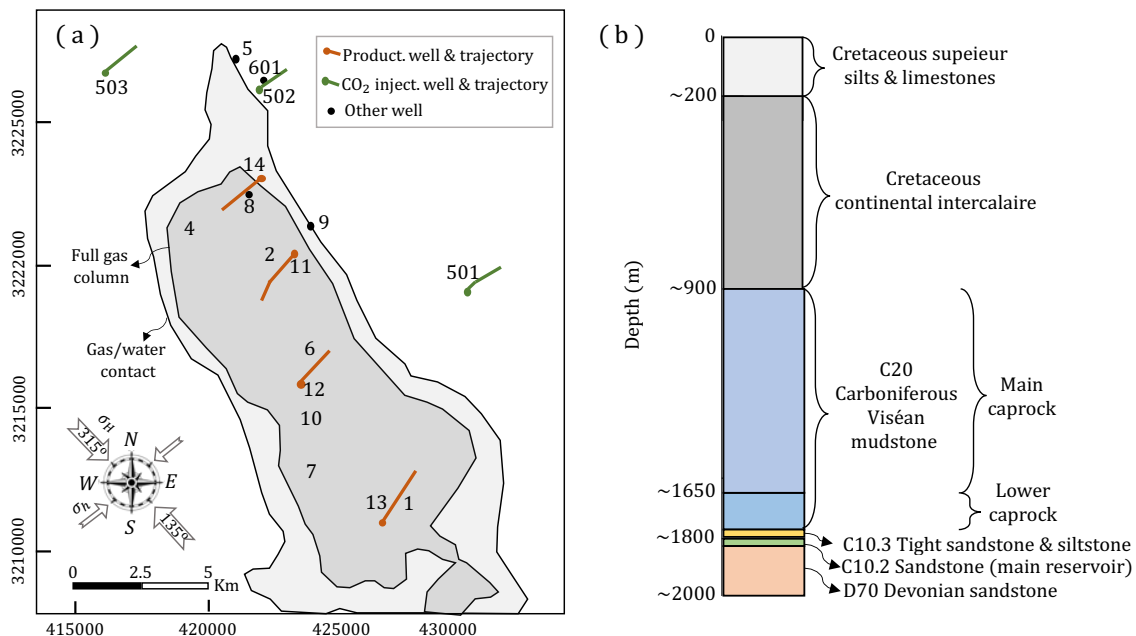 (a)
503
5
601
502
Product. well & trajectory
CO₂ inject. well & trajectory
Other well
14
8
4
9
2
11
501
6
12
10
7
13
1
Full gas
column
Gas/water
contact
σH
315º
N
W
E
S
σh
135º
0
2.5
5
Km
3225000
3222000
3215000
3210000
415000
420000
425000
430000
(b)
Depth (m)
0
~200
~900
~1650
~1800
~2000
Cretaceous supeieur
silts & limestones
Cretaceous
continental intercalaire
C20
Carboniferous
Viséan
mudstone
Main
caprock
Lower
caprock
C10.3 Tight sandstone & siltstone
C10.2 Sandstone (main reservoir)
D70 Devonian sandstone